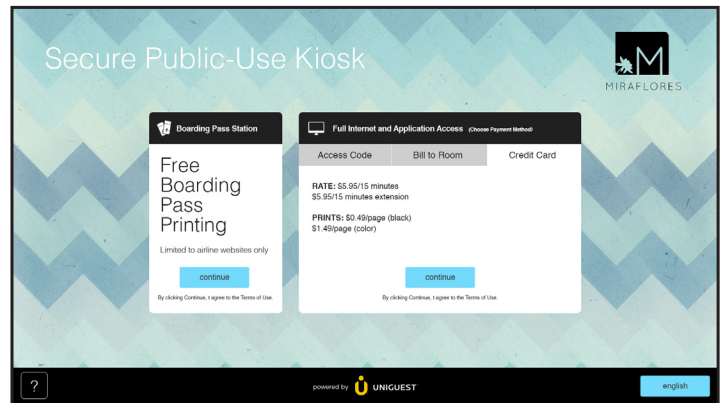 Secure Public-Use Kiosk
M
MIRAFLORES
Boarding Pass Station
Free
Boarding
Pass
Printing
Limited to airline websites only
continue
By clicking Continue, I agree to the Terms of Use.
Full Internet and Application Access (Choose Payment Method)
Access Code
Bill to Room
Credit Card
RATE: $5.95/15 minutes
$5.95/15 minutes extension
PRINTS: $0.49/page (black)
$1.49/page (color)
continue
By clicking Continue, I agree to the Terms of Use.
?
powered by UNIGUEST
english